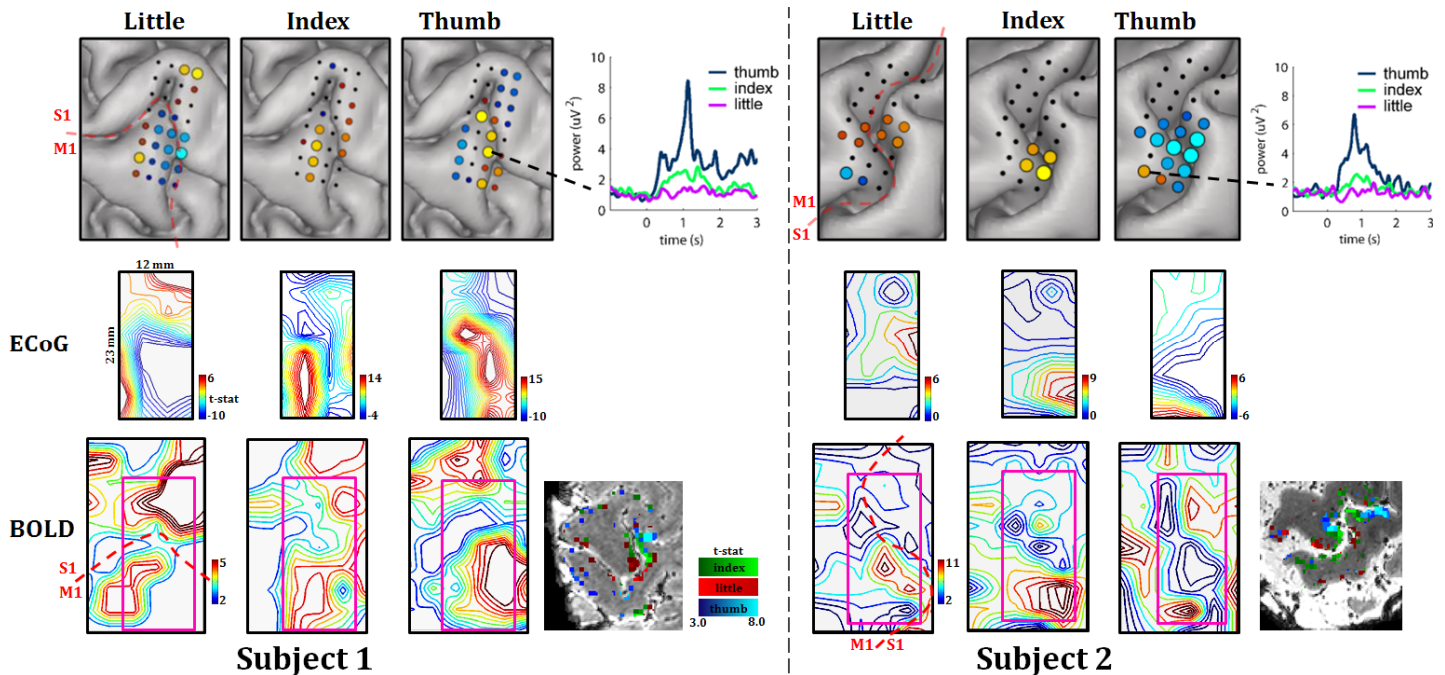 Little Index Thumb
Little Index Thumb
S1
M1
power (uV²)
10
8
6
4
2
0
thumb
index
little
0 1 2 3
time (s)
M1
S1
power (uV²)
10
8
6
4
2
0
thumb
index
little
0 1 2 3
time (s)
ECoG
12 mm
23 mm
6
t-stat
-10
14
-4
15
-10
6
0
9
0
6
-6
BOLD
S1
M1
5
2
t-stat
index
little
thumb
3.0 8.0
11
2
M1 S1
Subject 1
Subject 2